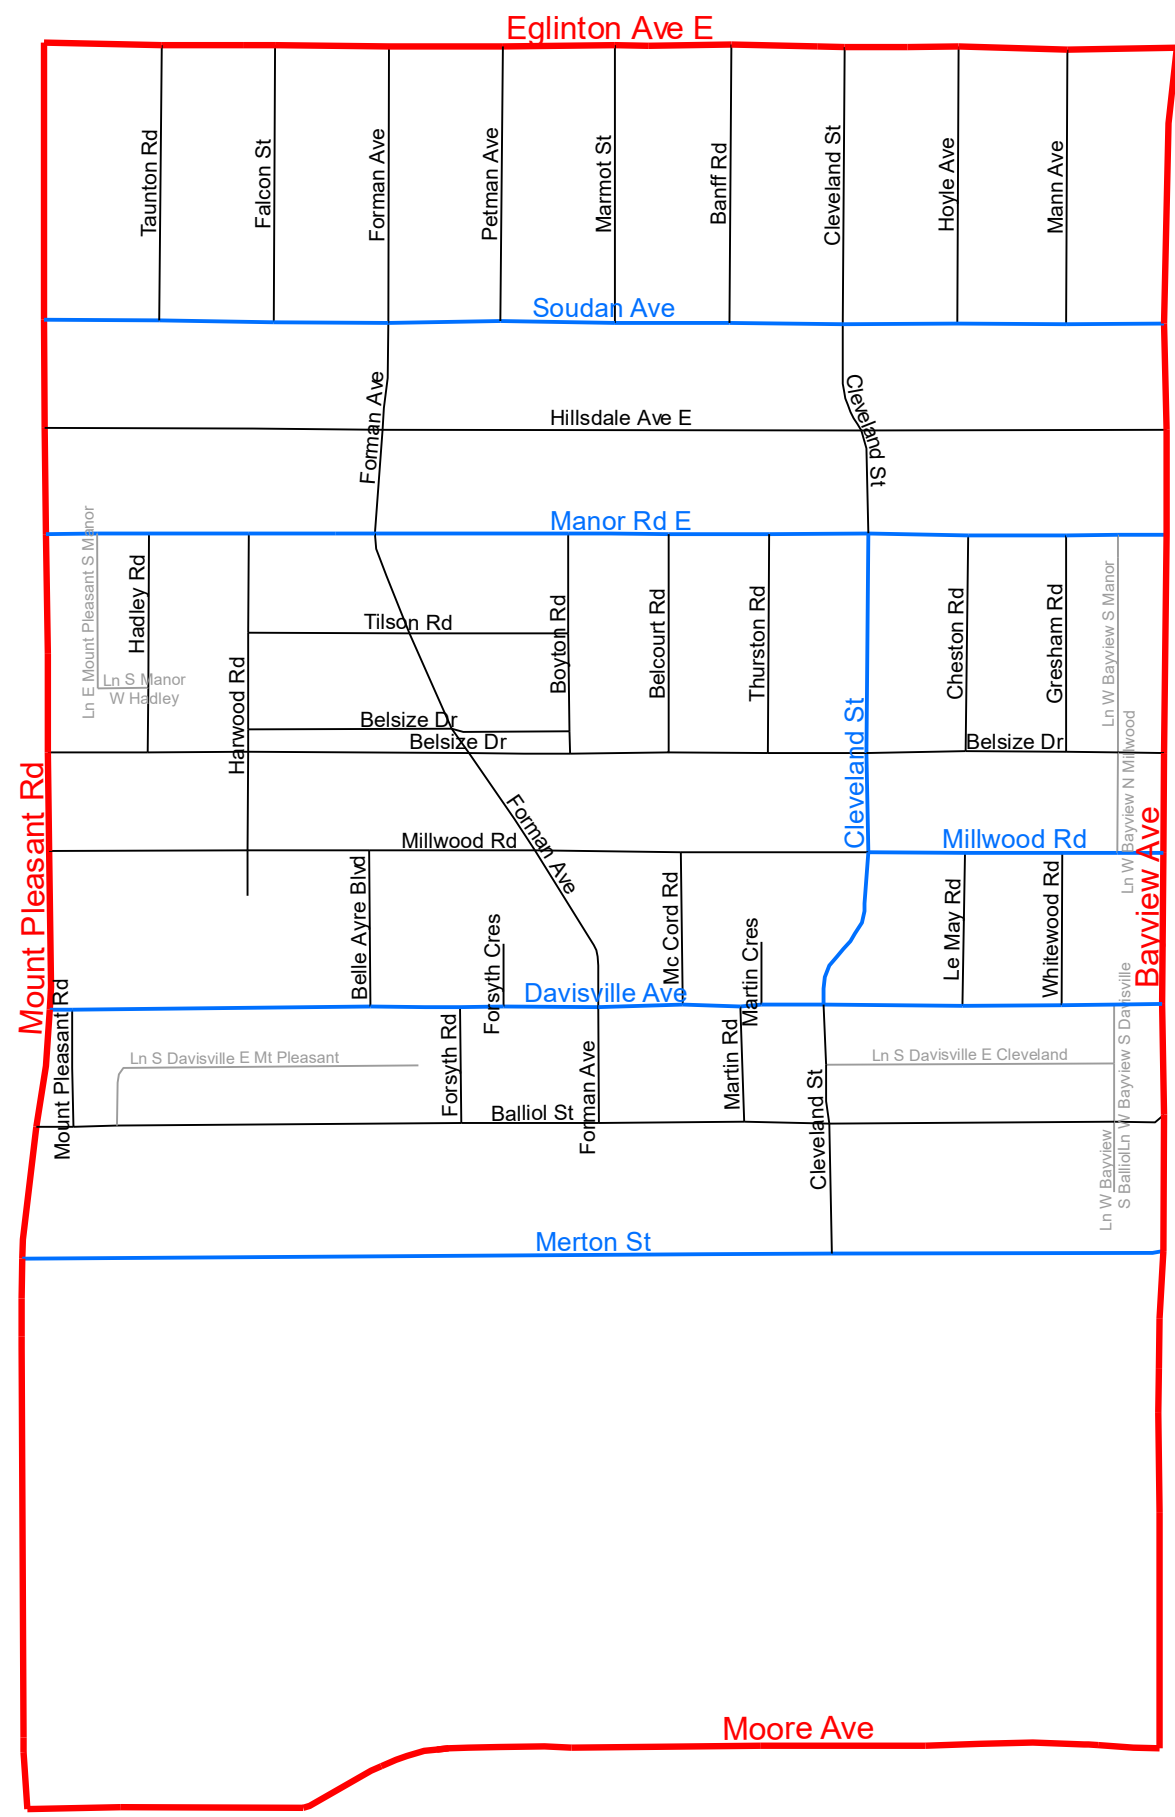 Eglinton Ave E
Taunton Rd
Falcon St
Forman Ave
Petman Ave
Marmot St
Banff Rd
Cleveland St
Hoyle Ave
Mann Ave
Soudan Ave
Forman Ave
Cleveland St
Hillsdale Ave E
Manor Rd E
Ln E Mount Pleasant S Manor
Hadley Rd
Ln S Manor
W Hadley
Harwood Rd
Tilson Rd
Boyton Rd
Belcourt Rd
Thurston Rd
Cheston Rd
Gresham Rd
Ln W Bayview S Manor
Belsize Dr
Belsize Dr
Belsize Dr
Cleveland St
Ln W Bayview N Millwood
Mount Pleasant Rd
Millwood Rd
Forman Ave
Millwood Rd
Bayview Ave
Belle Ayre Blvd
Forsyth Cres
Mc Cord Rd
Martin Cres
Le May Rd
Whitewood Rd
Davisville Ave
Mount Pleasant Rd
Ln S Davisville E Mt Pleasant
Forsyth Rd
Forman Ave
Martin Rd
Cleveland St
Ln S Davisville E Cleveland
Ln W Bayview S Davisville
Balliol St
Ln W Bayview
S Balliol
Merton St
Moore Ave